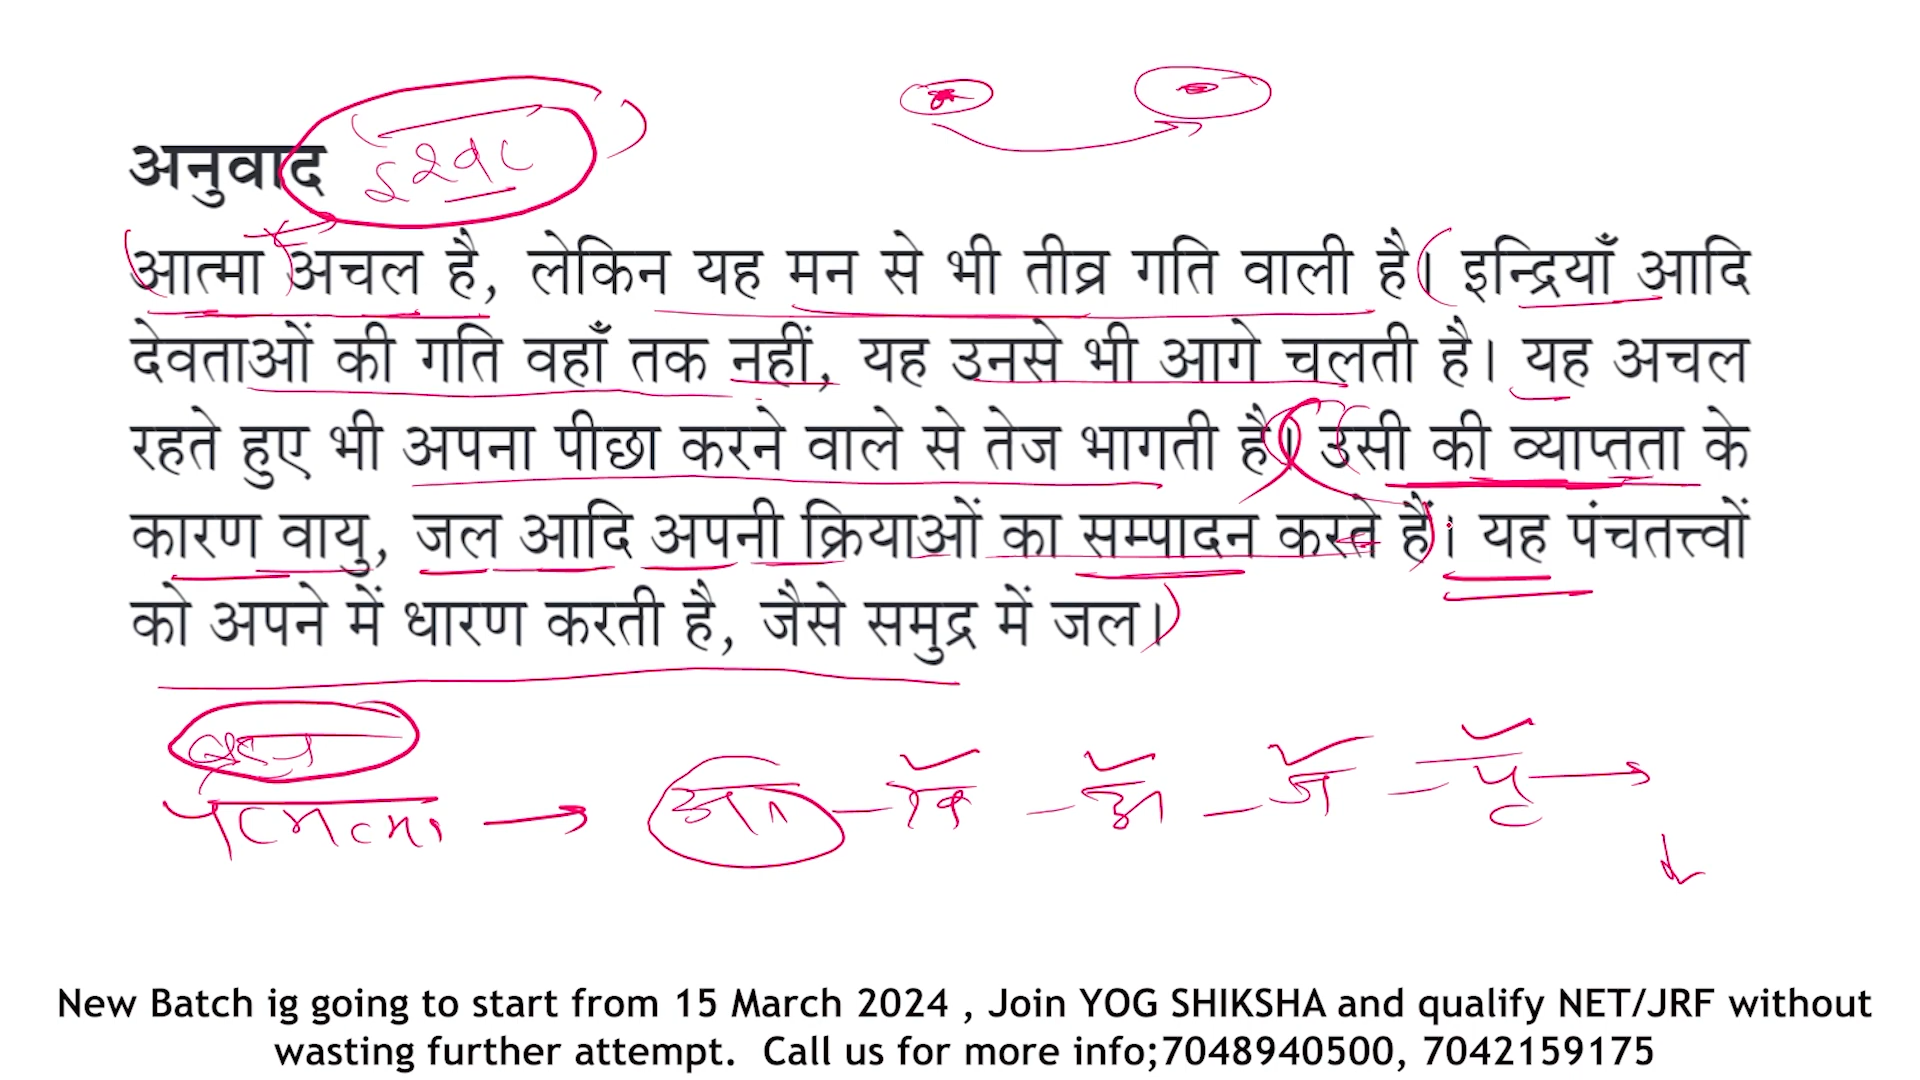 अनुवाद
ईश्वर
आत्मा अचल है, लेकिन यह मन से भी तीव्र गति वाली है। इन्द्रियाँ आदि
देवताओं की गति वहाँ तक नहीं, यह उनसे भी आगे चलती है। यह अचल
रहते हुए भी अपना पीछा करने वाले से तेज भागती है। उसी की व्याप्तता के
कारण वायु, जल आदि अपनी क्रियाओं का सम्पादन करते हैं। यह पंचतत्त्वों
को अपने में धारण करती है, जैसे समुद्र में जल।
New Batch ig going to start from 15 March 2024 , Join YOG SHIKSHA and qualify NET/JRF without
wasting further attempt. Call us for more info;7048940500, 7042159175